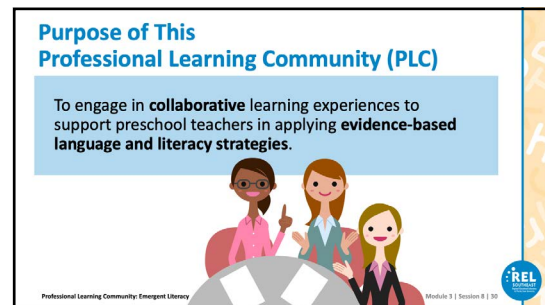 Purpose of This
Professional Learning Community (PLC)
To engage in collaborative learning experiences to
support preschool teachers in applying evidence-based
language and literacy strategies.
Professional Learning Community: Emergent Literacy
Module 3 | Session 8 | 30
REL
SOUTHEAST